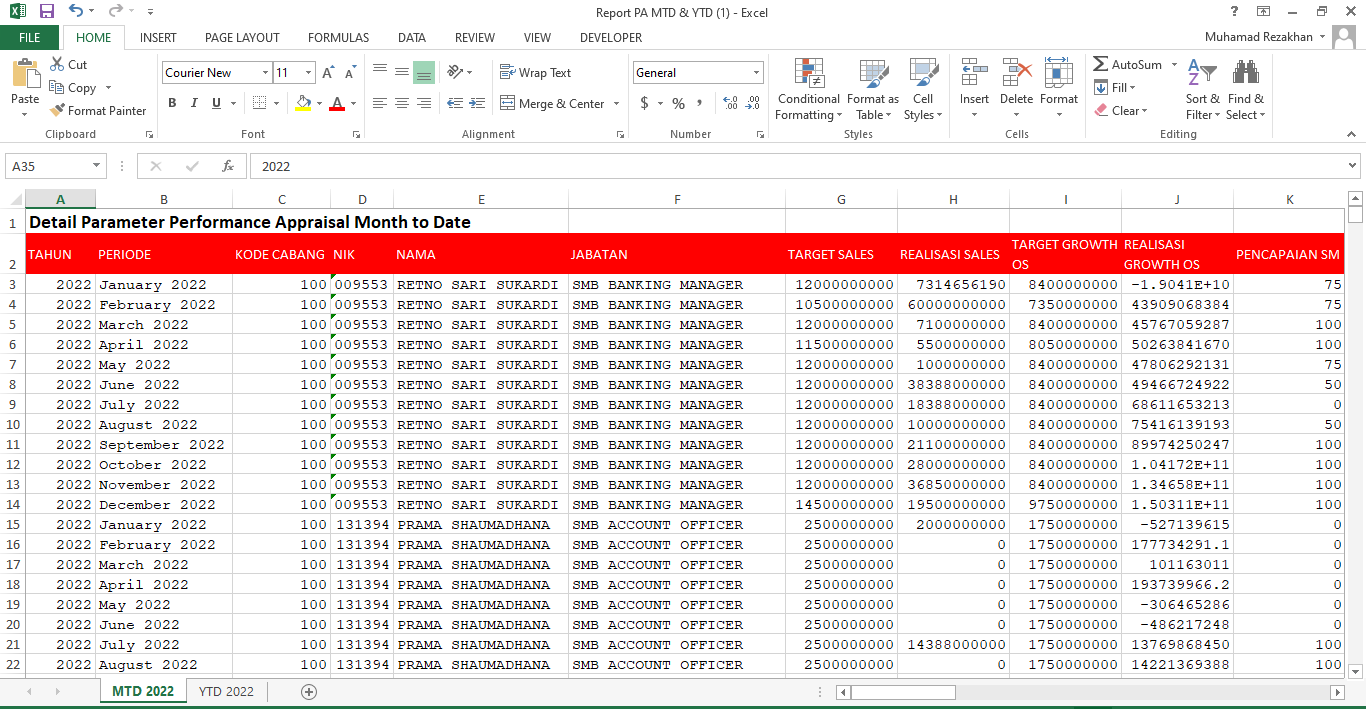 Report PA MTD & YTD (1) - Excel
FILE HOME INSERT PAGE LAYOUT FORMULAS DATA REVIEW VIEW DEVELOPER Muhamad Rezakhan
Paste Cut Copy Format Painter Clipboard
Courier New 11 B I U A Font
Wrap Text Merge & Center Alignment
General $ % , Number
Conditional Formatting Format as Table Cell Styles Styles
Insert Delete Format Cells
AutoSum Fill Clear Sort & Filter Find & Select Editing
A35 fx 2022
A B C D E F G H I J K
1 Detail Parameter Performance Appraisal Month to Date
2 TAHUN PERIODE KODE CABANG NIK NAMA JABATAN TARGET SALES REALISASI SALES TARGET GROWTH OS REALISASI GROWTH OS PENCAPAIAN SM
3 2022 January 2022 100 009553 RETNO SARI SUKARDI SMB BANKING MANAGER 12000000000 7314656190 8400000000 -1.9041E+10 75
4 2022 February 2022 100 009553 RETNO SARI SUKARDI SMB BANKING MANAGER 10500000000 60000000000 7350000000 43909068384 75
5 2022 March 2022 100 009553 RETNO SARI SUKARDI SMB BANKING MANAGER 12000000000 7100000000 8400000000 45767059287 100
6 2022 April 2022 100 009553 RETNO SARI SUKARDI SMB BANKING MANAGER 11500000000 5500000000 8050000000 50263841670 100
7 2022 May 2022 100 009553 RETNO SARI SUKARDI SMB BANKING MANAGER 12000000000 1000000000 8400000000 47806292131 75
8 2022 June 2022 100 009553 RETNO SARI SUKARDI SMB BANKING MANAGER 12000000000 38388000000 8400000000 49466724922 50
9 2022 July 2022 100 009553 RETNO SARI SUKARDI SMB BANKING MANAGER 12000000000 18388000000 8400000000 68611653213 0
10 2022 August 2022 100 009553 RETNO SARI SUKARDI SMB BANKING MANAGER 12000000000 10000000000 8400000000 75416139193 50
11 2022 September 2022 100 009553 RETNO SARI SUKARDI SMB BANKING MANAGER 12000000000 21100000000 8400000000 89974250247 100
12 2022 October 2022 100 009553 RETNO SARI SUKARDI SMB BANKING MANAGER 12000000000 28000000000 8400000000 1.04172E+11 100
13 2022 November 2022 100 009553 RETNO SARI SUKARDI SMB BANKING MANAGER 12000000000 36850000000 8400000000 1.34658E+11 100
14 2022 December 2022 100 009553 RETNO SARI SUKARDI SMB BANKING MANAGER 14500000000 19500000000 9750000000 1.50311E+11 100
15 2022 January 2022 100 131394 PRAMA SHAUMADHANA SMB ACCOUNT OFFICER 2500000000 2000000000 1750000000 -527139615 0
16 2022 February 2022 100 131394 PRAMA SHAUMADHANA SMB ACCOUNT OFFICER 2500000000 0 1750000000 177734291.1 0
17 2022 March 2022 100 131394 PRAMA SHAUMADHANA SMB ACCOUNT OFFICER 2500000000 0 1750000000 101163011 0
18 2022 April 2022 100 131394 PRAMA SHAUMADHANA SMB ACCOUNT OFFICER 2500000000 0 1750000000 193739966.2 0
19 2022 May 2022 100 131394 PRAMA SHAUMADHANA SMB ACCOUNT OFFICER 2500000000 0 1750000000 -306465286 0
20 2022 June 2022 100 131394 PRAMA SHAUMADHANA SMB ACCOUNT OFFICER 2500000000 0 1750000000 -486217248 0
21 2022 July 2022 100 131394 PRAMA SHAUMADHANA SMB ACCOUNT OFFICER 2500000000 14388000000 1750000000 13769868450 100
22 2022 August 2022 100 131394 PRAMA SHAUMADHANA SMB ACCOUNT OFFICER 2500000000 0 1750000000 14221369388 100
MTD 2022 YTD 2022